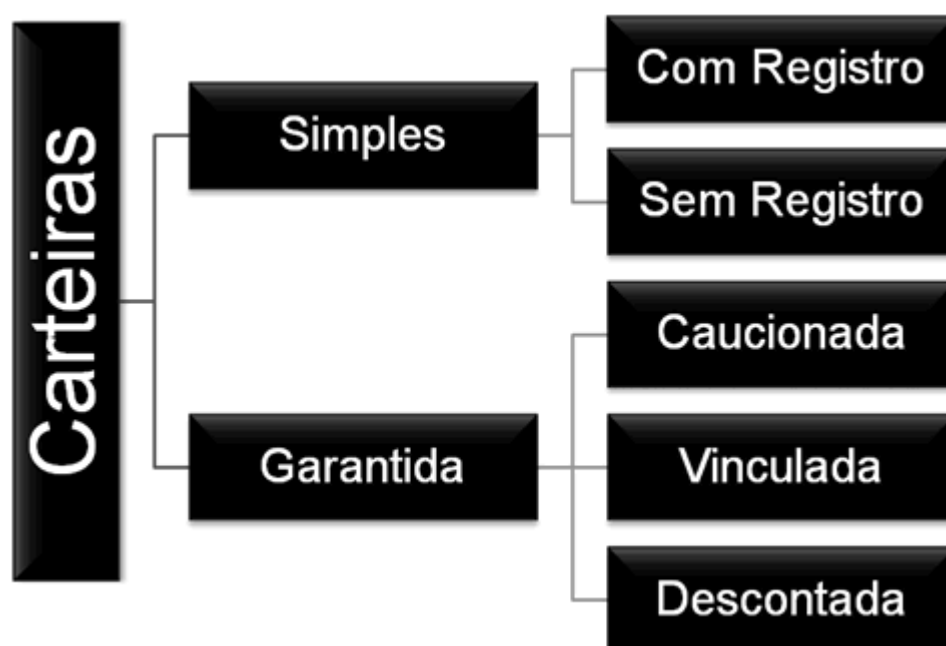 Carteiras
Simples
Com Registro
Sem Registro
Garantida
Caucionada
Vinculada
Descontada